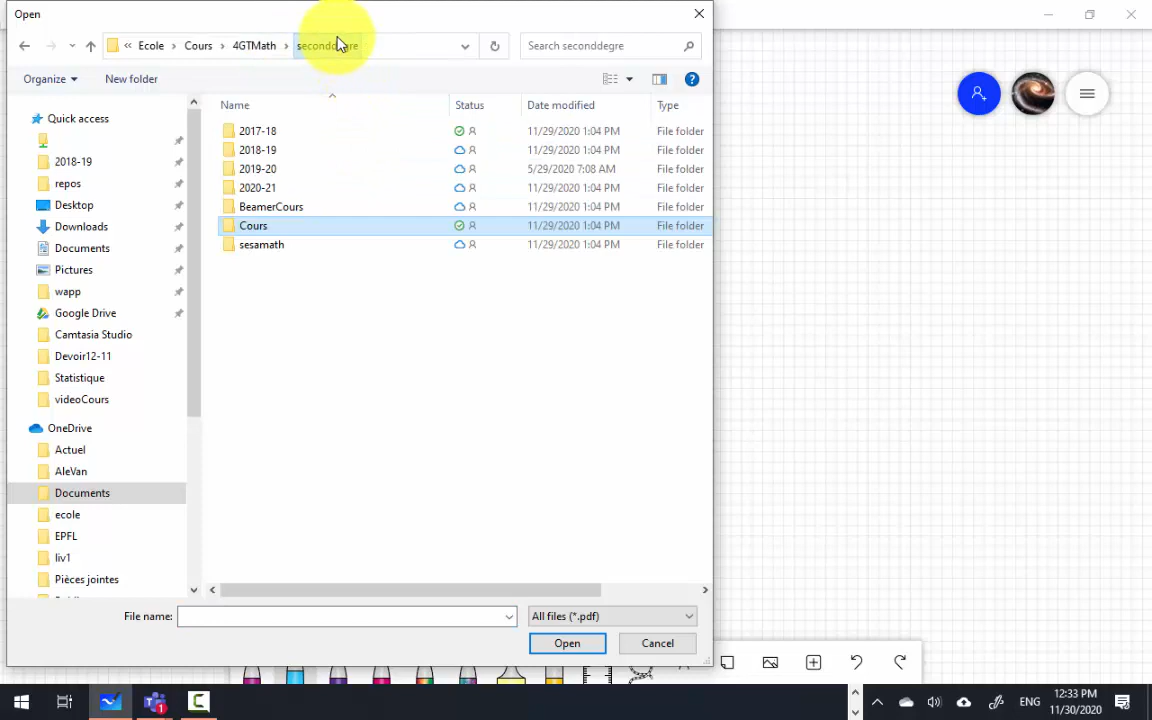 Open
« Ecole › Cours › 4GTMath › seconddegre
Search seconddegre
Organize
New folder
Name Status Date modified Type
2017-18 11/29/2020 1:04 PM File folder
2018-19 11/29/2020 1:04 PM File folder
2019-20 5/29/2020 7:08 AM File folder
2020-21 11/29/2020 1:04 PM File folder
BeamerCours 11/29/2020 1:04 PM File folder
Cours 11/29/2020 1:04 PM File folder
sesamath 11/29/2020 1:04 PM File folder
Quick access
2018-19
repos
Desktop
Downloads
Documents
Pictures
wapp
Google Drive
Camtasia Studio
Devoir12-11
Statistique
videoCours
OneDrive
Actuel
AleVan
Documents
ecole
EPFL
liv1
Pièces jointes
File name:
All files (*.pdf)
Open
Cancel
1
ENG
12:33 PM
11/30/2020